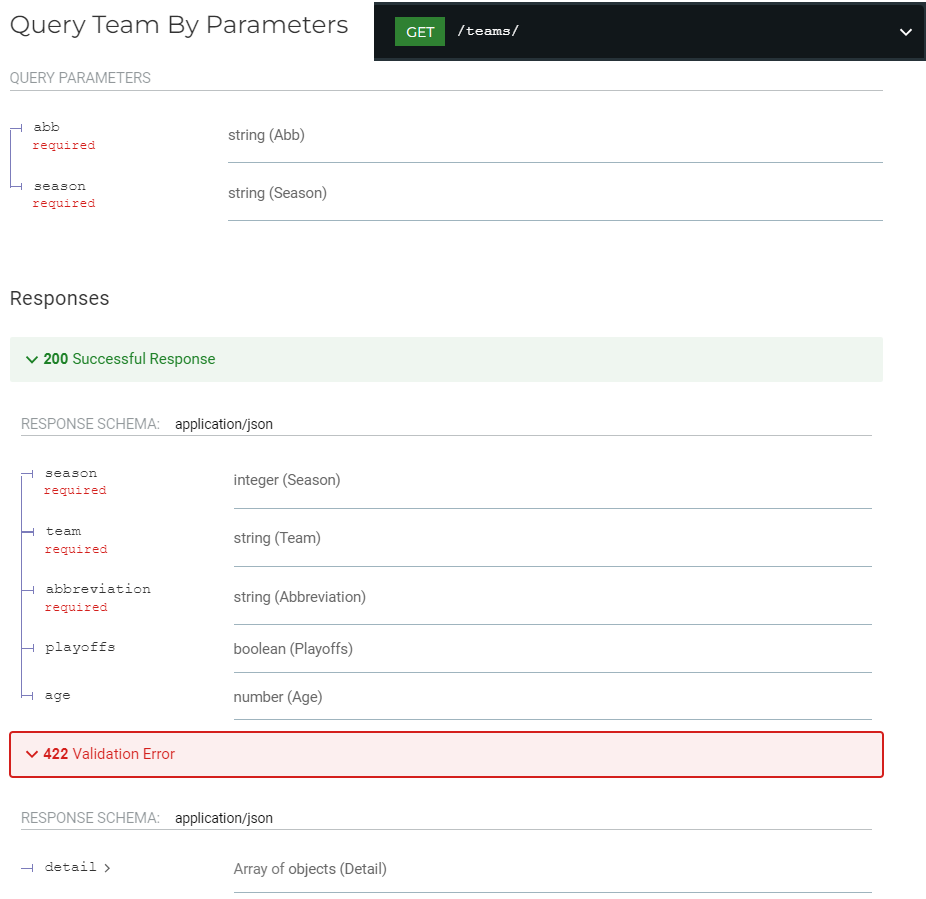 Query Team By Parameters
GET /teams/
QUERY PARAMETERS
abb
required
string (Abb)
season
required
string (Season)
Responses
200 Successful Response
RESPONSE SCHEMA: application/json
season
required
integer (Season)
team
required
string (Team)
abbreviation
required
string (Abbreviation)
playoffs
boolean (Playoffs)
age
number (Age)
422 Validation Error
RESPONSE SCHEMA: application/json
detail
Array of objects (Detail)